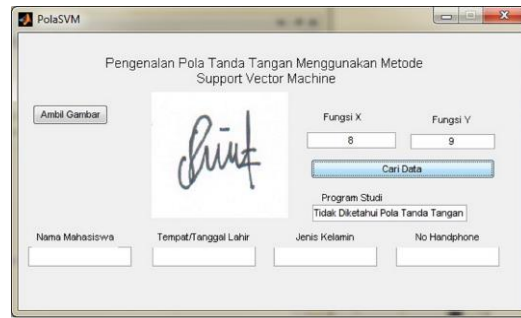 PolaSVM
Pengenalan Pola Tanda Tangan Menggunakan Metode
Support Vector Machine
Ambil Gambar
Fungsi X
Fungsi Y
8
9
Cari Data
Program Studi
Tidak Diketahui Pola Tanda Tangan
Nama Mahasiswa
Tempat/Tanggal Lahir
Jenis Kelamin
No Handphone